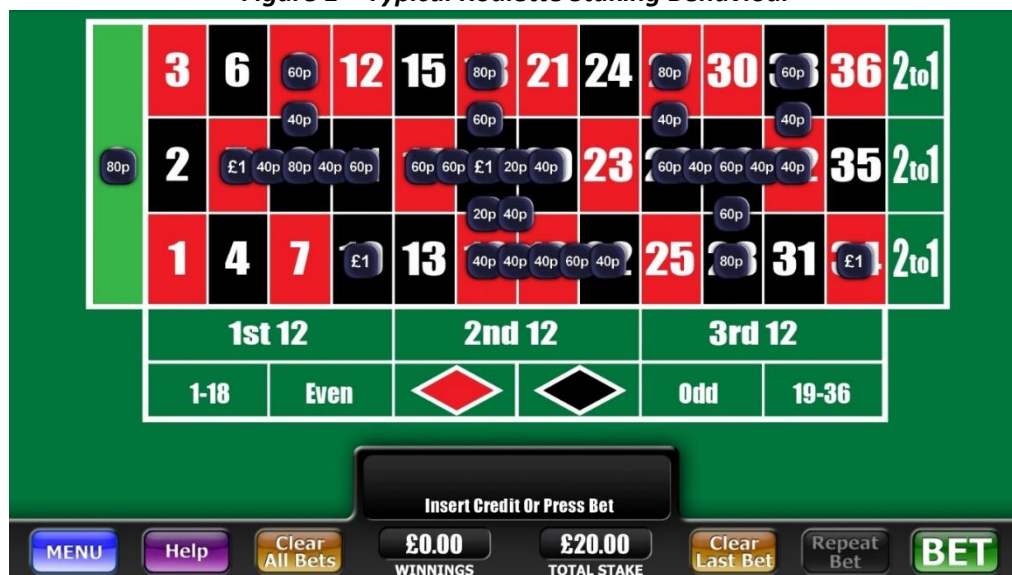 Typical Roulette Staking Behaviour
3 6 60p 12 15 80p 21 24 80p 30 60p 36 2to1
40p 60p 40p 40p
80p 2 £1 40p 80p 40p 60p 60p 60p £1 20p 40p 23 60p 40p 60p 40p 40p 35 2to1
20p 40p 60p
1 4 7 £1 13 40p 40p 40p 60p 40p 25 80p 31 £1 2to1
1st 12 2nd 12 3rd 12
1-18 Even Odd 19-36
Insert Credit Or Press Bet
MENU Help Clear All Bets £0.00 £20.00 Clear Last Bet Repeat Bet BET
WINNINGS TOTAL STAKE